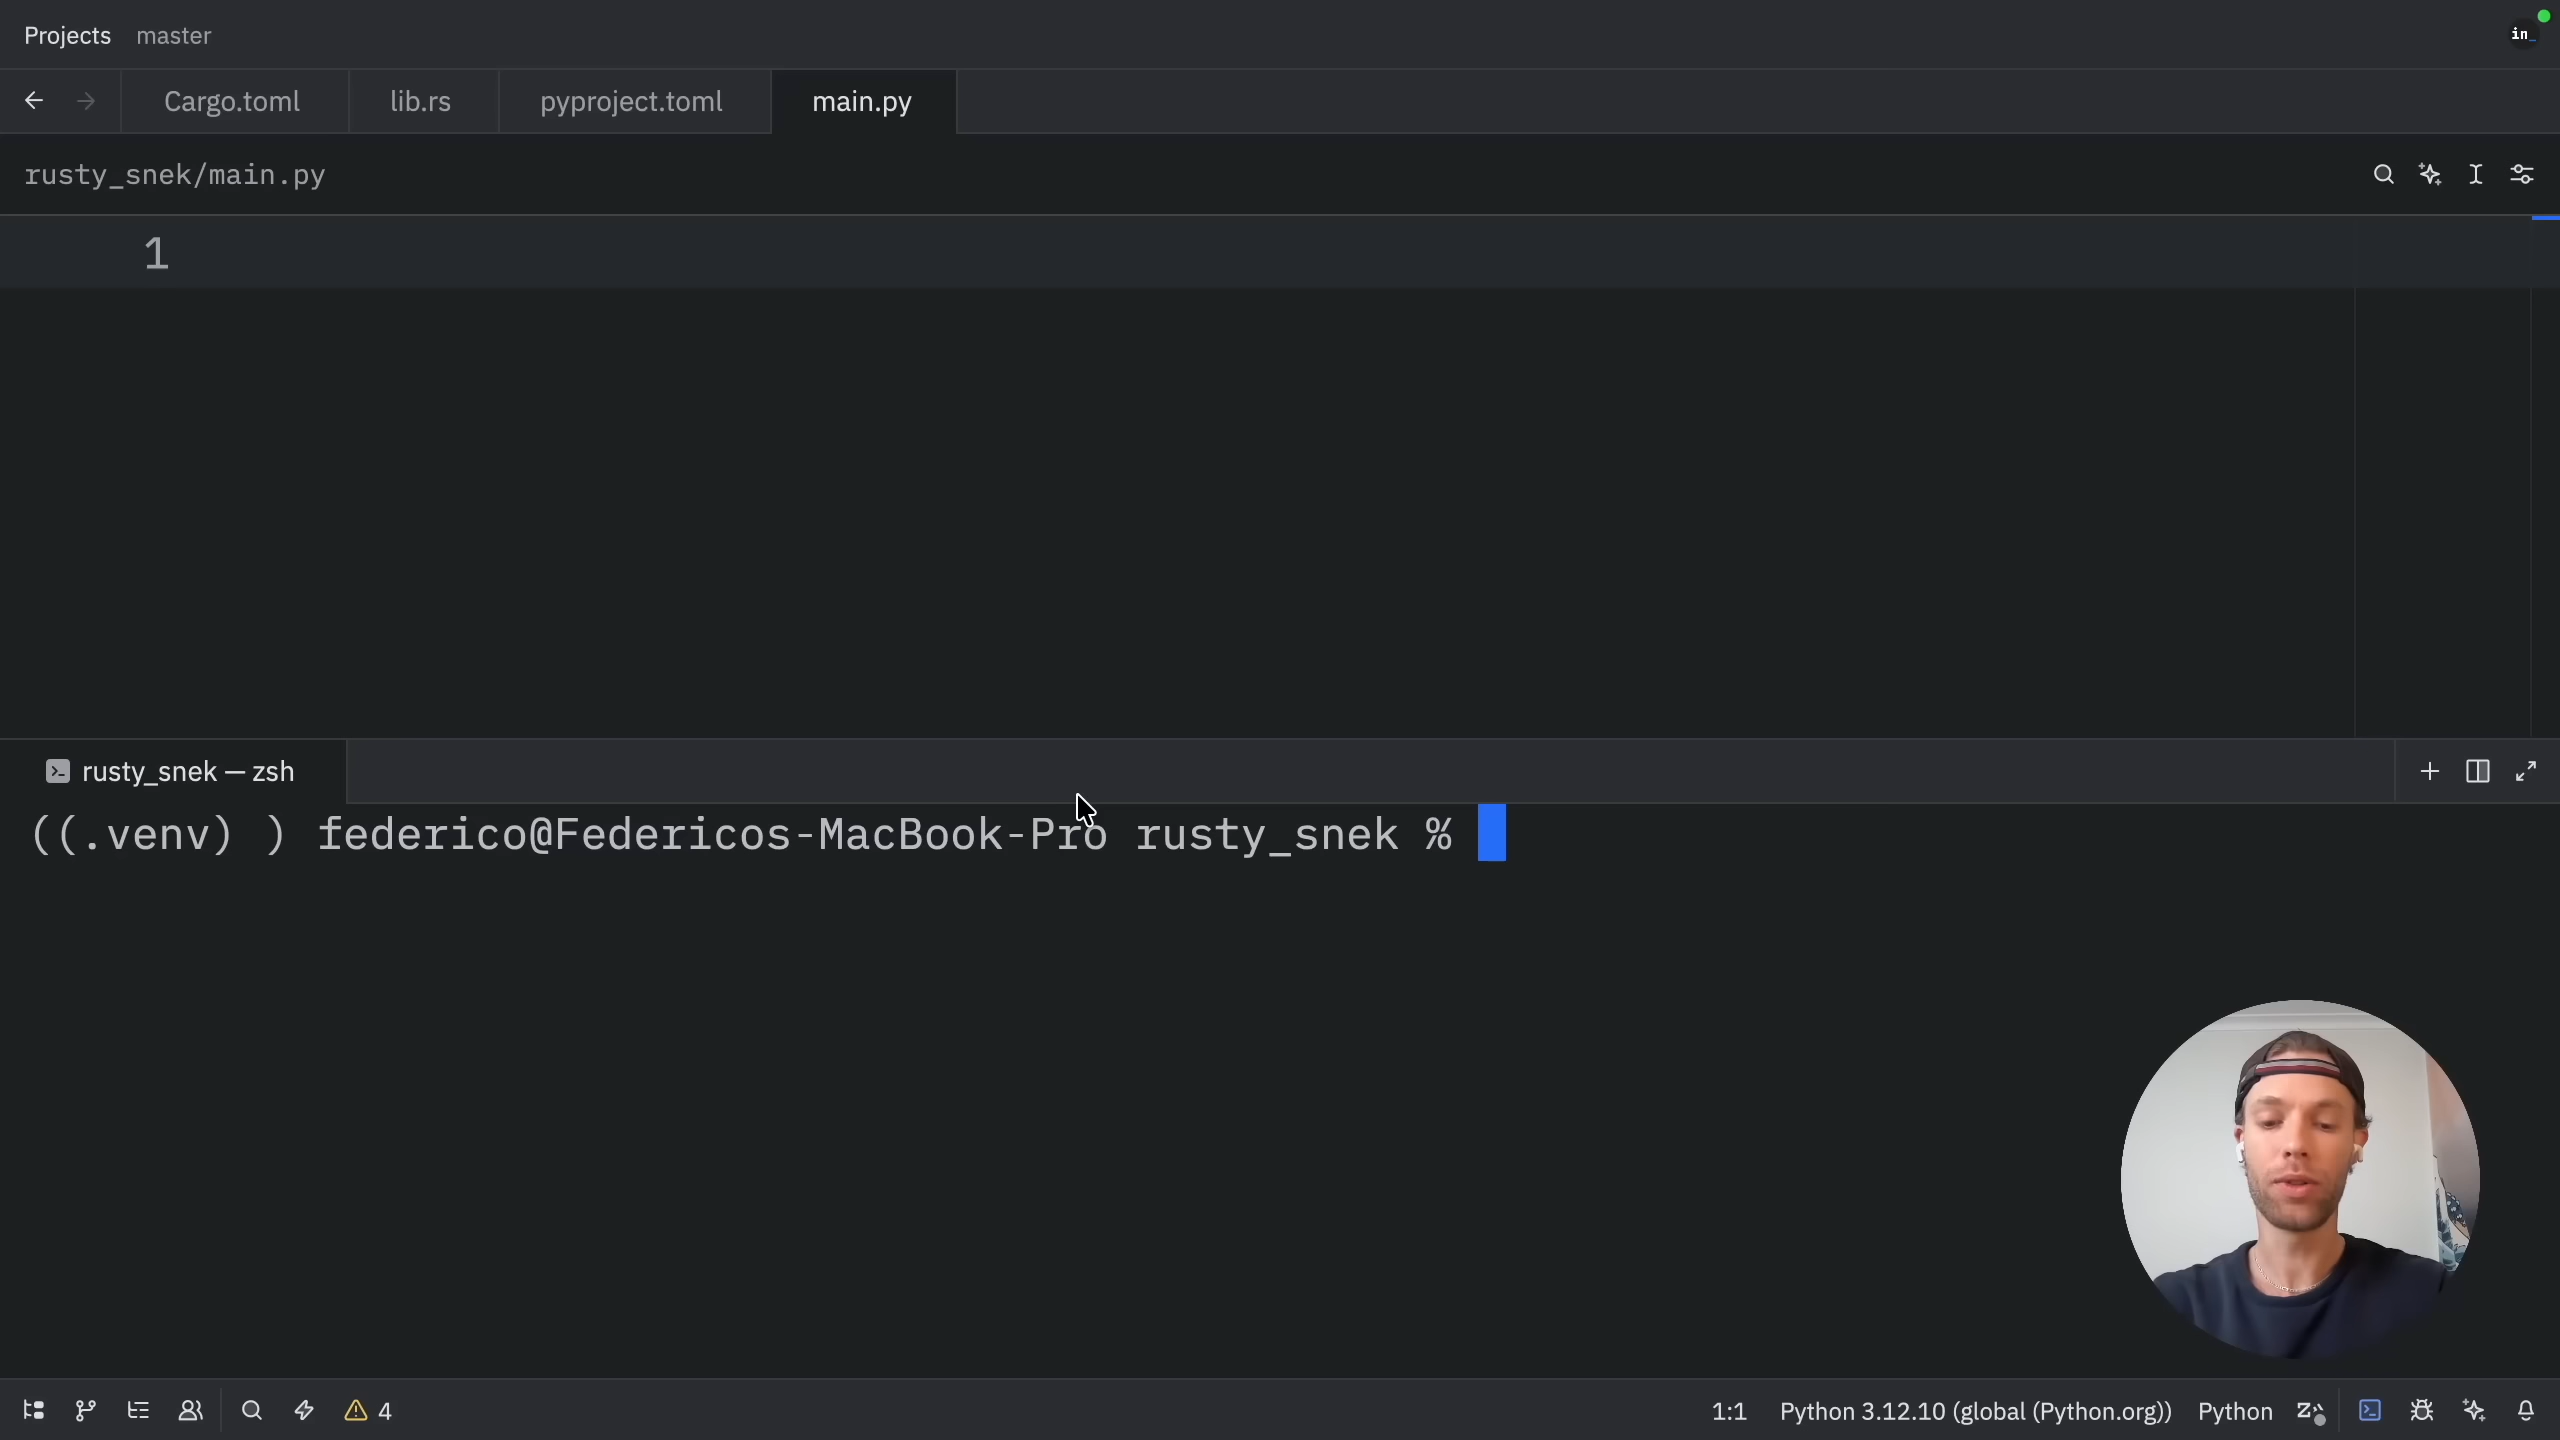 Projects master
in_
Cargo.toml lib.rs pyproject.toml main.py
rusty_snek/main.py
1
rusty_snek — zsh
((.venv) ) federico@Federicos-MacBook-Pro rusty_snek %
4 1:1 Python 3.12.10 (global (Python.org)) Python